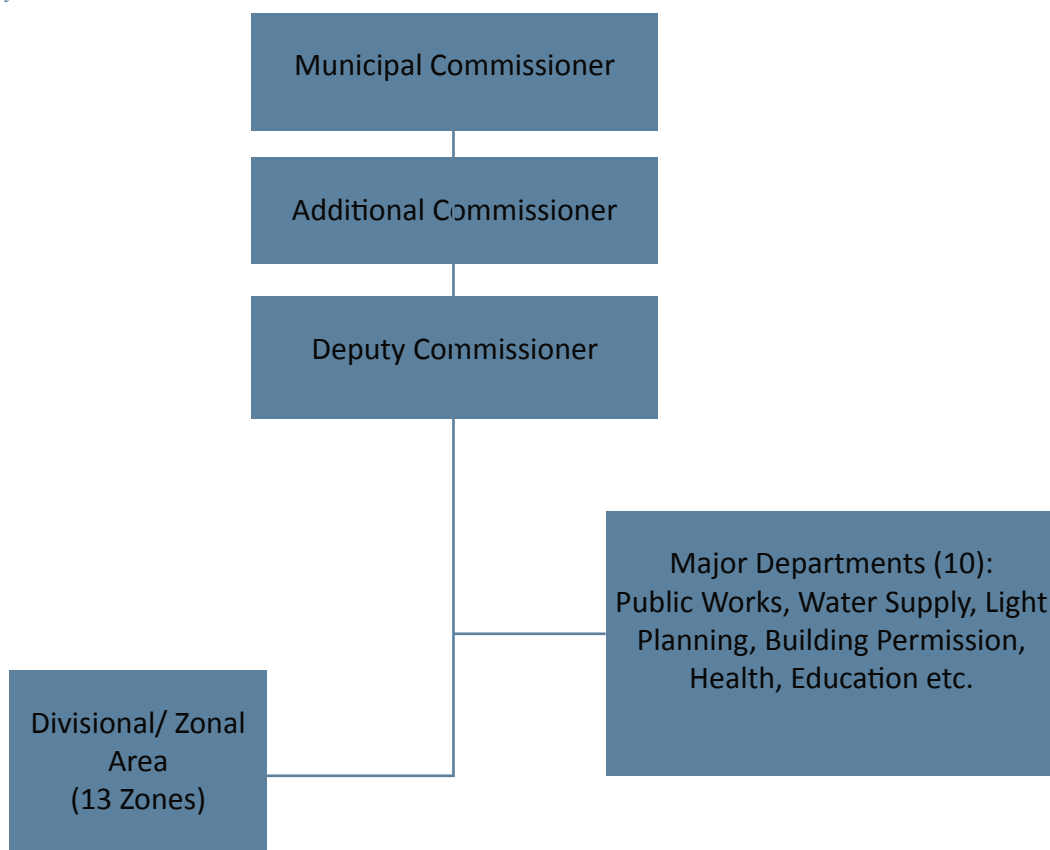 Municipal Commissioner
Additional Commissioner
Deputy Commissioner
Major Departments (10):
Public Works, Water Supply, Light
Planning, Building Permission,
Health, Education etc.
Divisional/ Zonal
Area
(13 Zones)